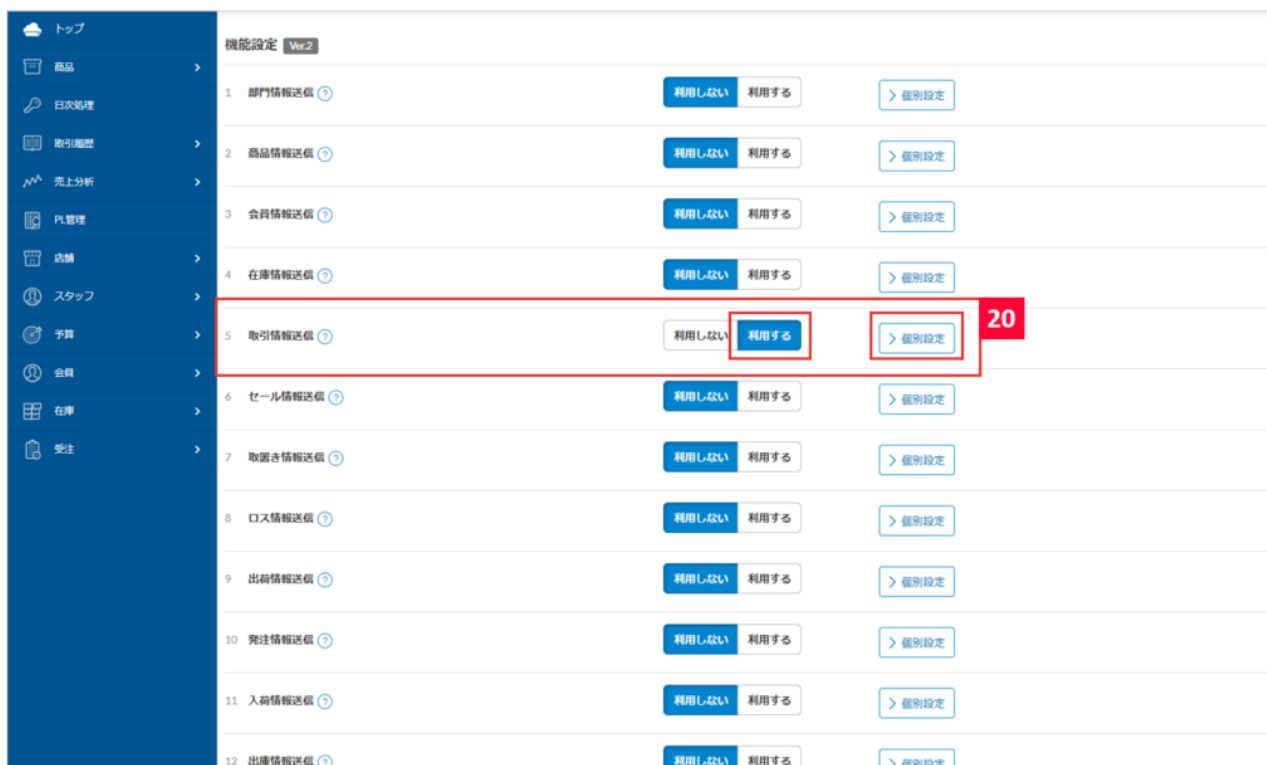 トップ
商品
日次処理
取引履歴
売上分析
PL管理
店舗
スタッフ
予算
会員
在庫
受注
機能設定 Ver.2
1 部門情報送信 ? 利用しない 利用する 個別設定
2 商品情報送信 ? 利用しない 利用する 個別設定
3 会員情報送信 ? 利用しない 利用する 個別設定
4 在庫情報送信 ? 利用しない 利用する 個別設定
5 取引情報送信 ? 利用しない 利用する 個別設定 20
6 セール情報送信 ? 利用しない 利用する 個別設定
7 取置き情報送信 ? 利用しない 利用する 個別設定
8 ロス情報送信 ? 利用しない 利用する 個別設定
9 出荷情報送信 ? 利用しない 利用する 個別設定
10 発注情報送信 ? 利用しない 利用する 個別設定
11 入荷情報送信 ? 利用しない 利用する 個別設定
12 出庫情報送信 ? 利用しない 利用する 個別設定